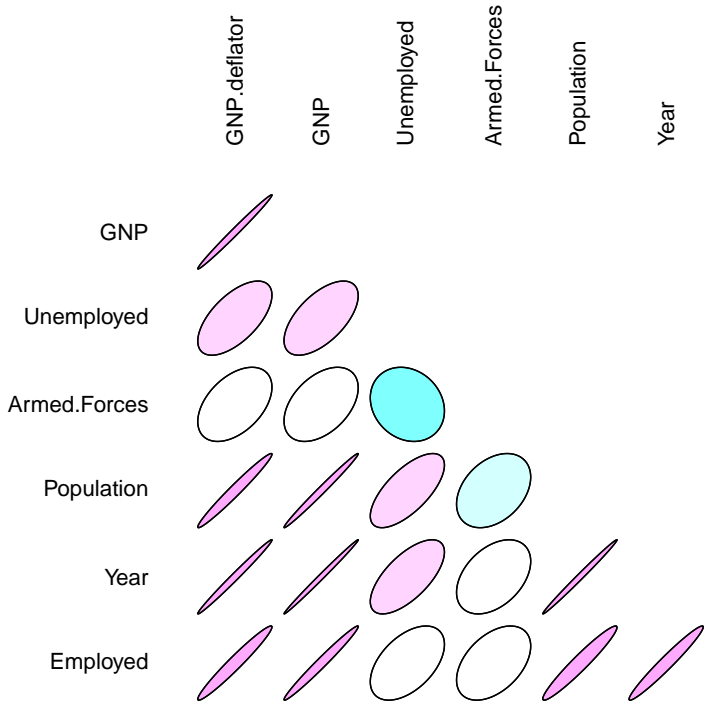 GNP.deflator
GNP
Unemployed
Armed.Forces
Population
Year
GNP
Unemployed
Armed.Forces
Population
Year
Employed